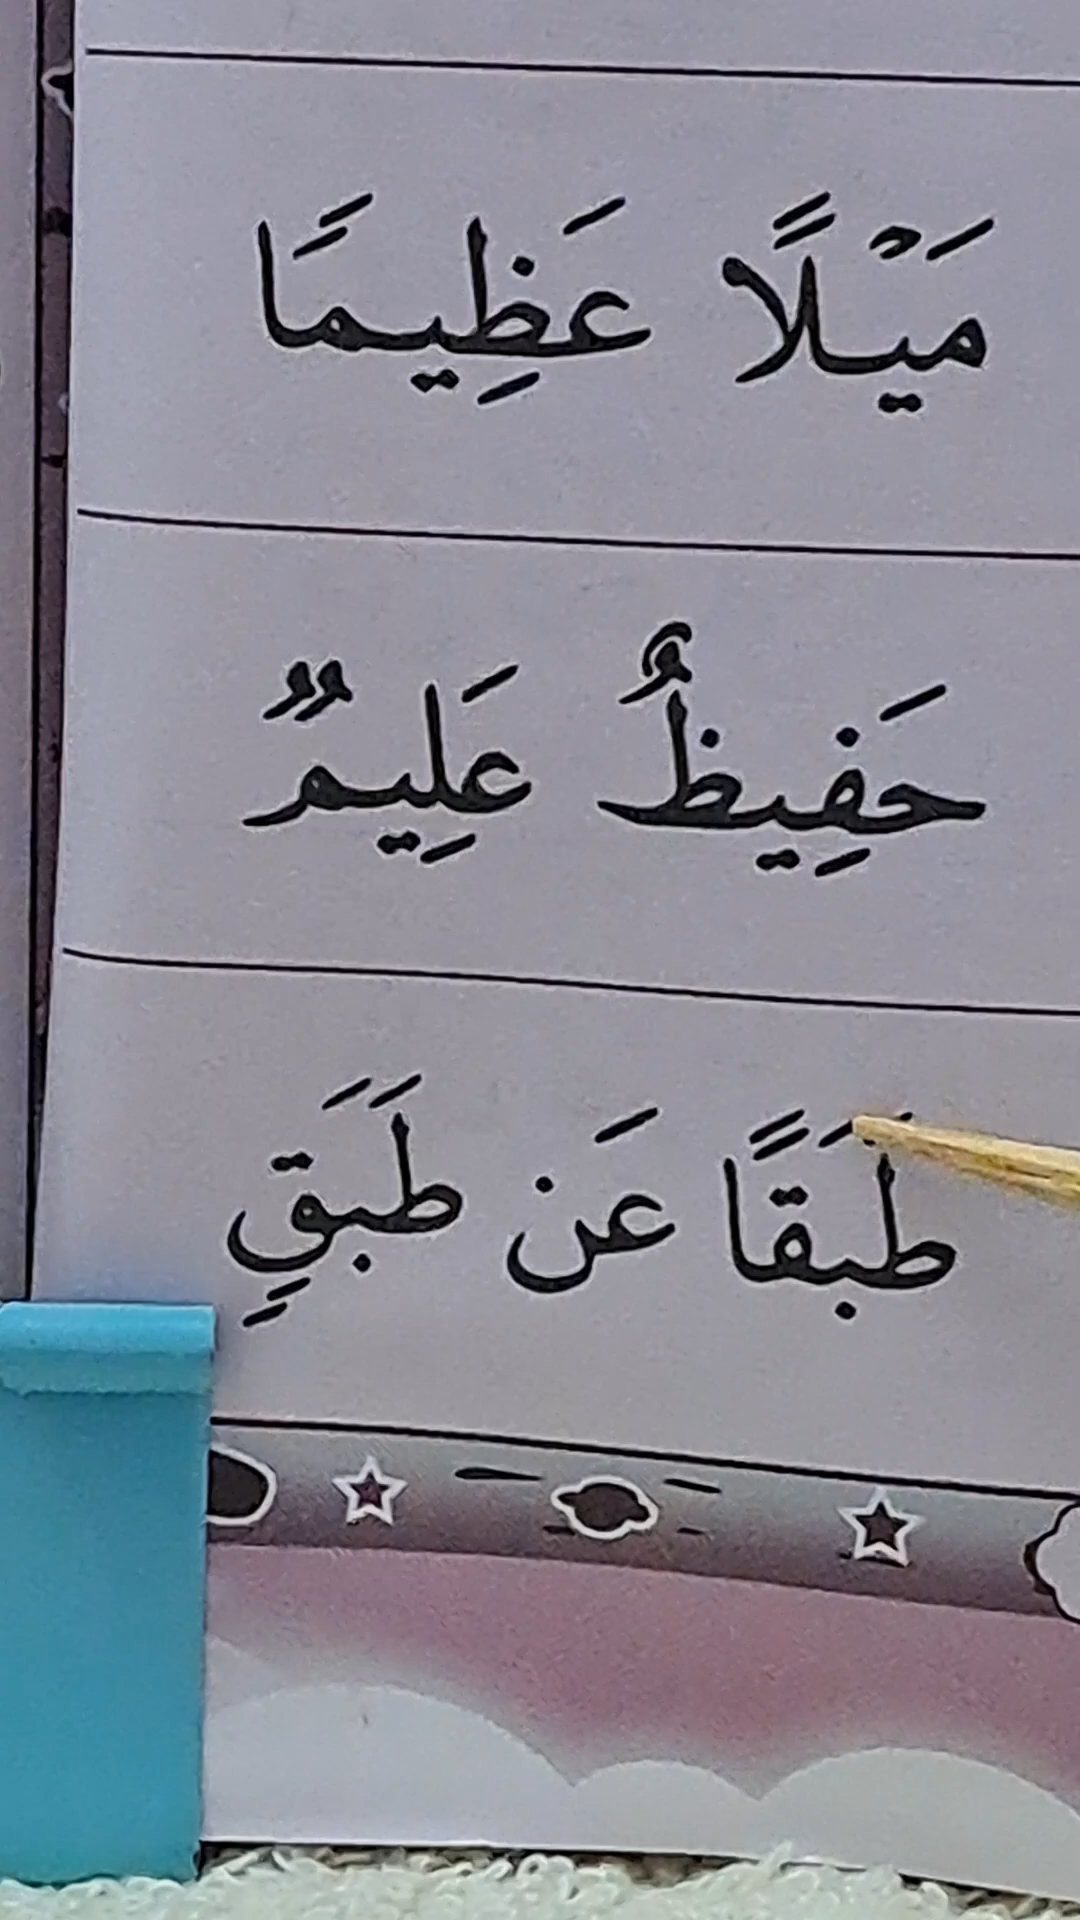 مَيْلًا عَظِيمًا
حَفِيظٌ عَلِيمٌ
طَبَقًا عَن طَبَقٍ